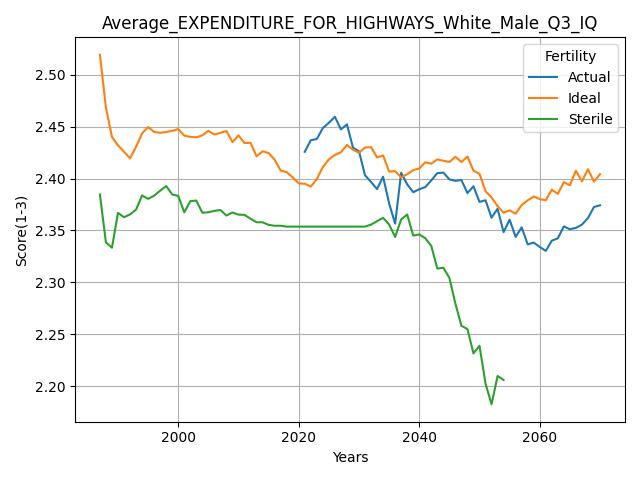 Average_EXPENDITURE_FOR_HIGHWAYS_White_Male_Q3_IQ
Fertility
Actual
Ideal
Sterile
Score(1-3)
2.50
2.45
2.40
2.35
2.30
2.25
2.20
2000
2020
2040
2060
Years